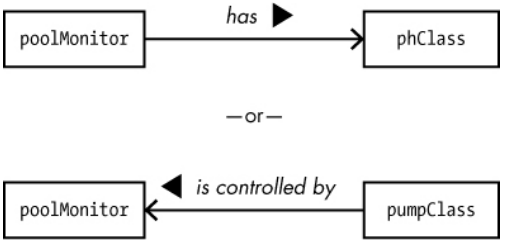 has
poolMonitor phClass
—or—
is controlled by
poolMonitor pumpClass